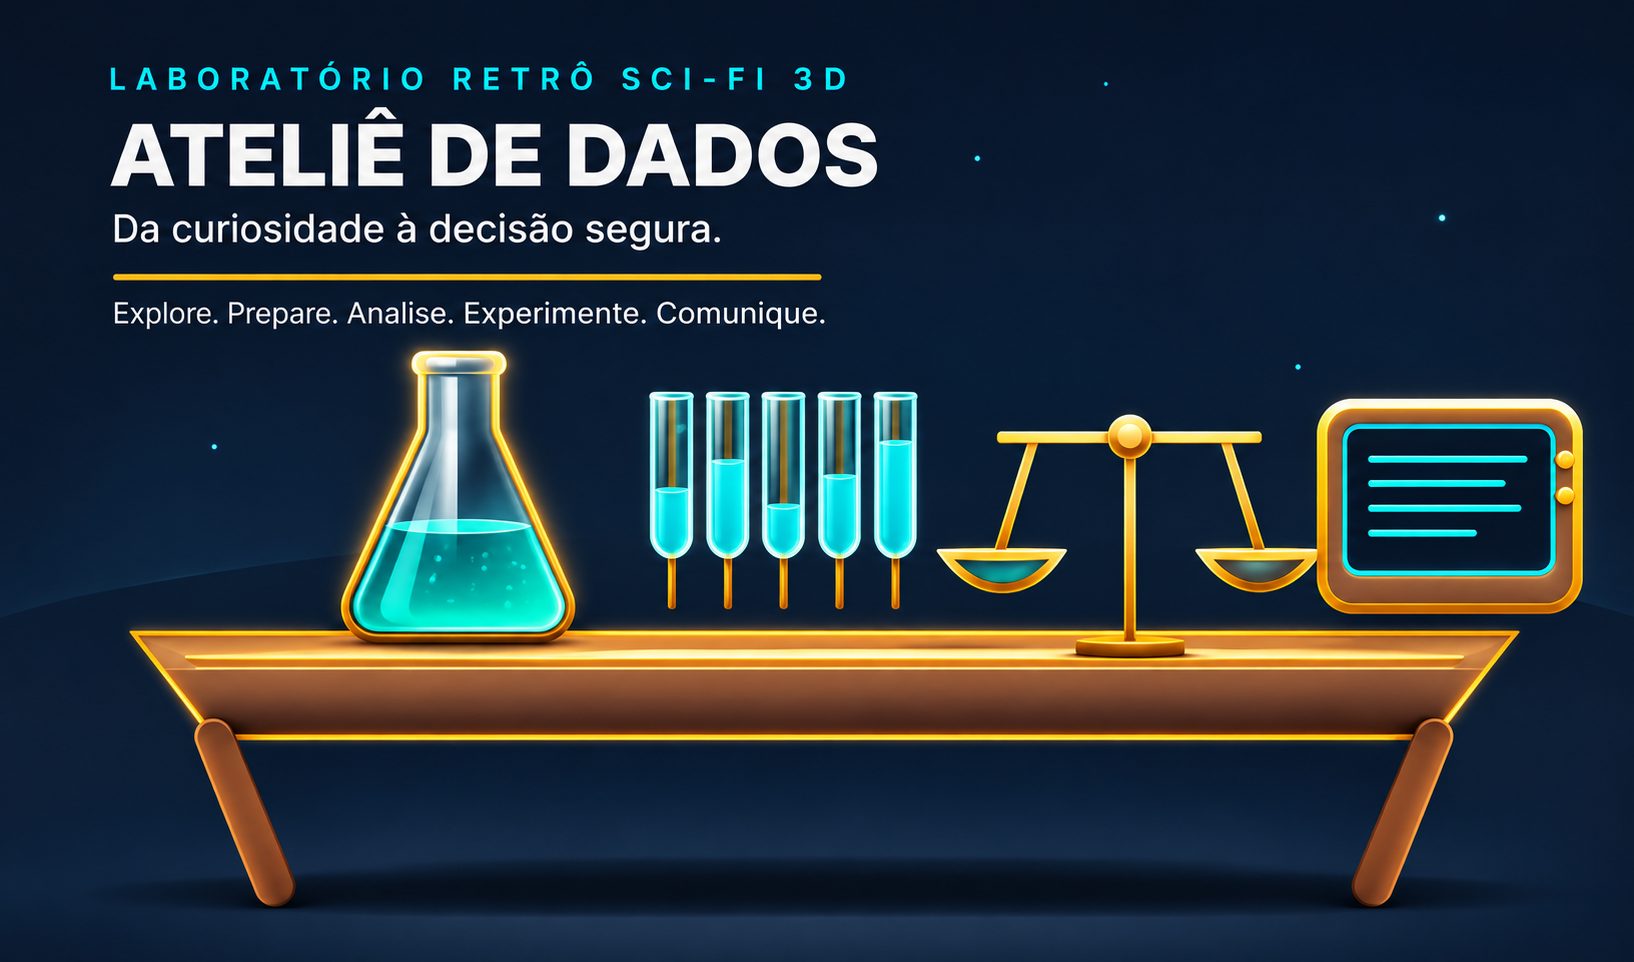 LABORATÓRIO RETRÔ SCI-FI 3D
ATELIÊ DE DADOS
Da curiosidade à decisão segura.
Explore. Prepare. Analise. Experimente. Comunique.